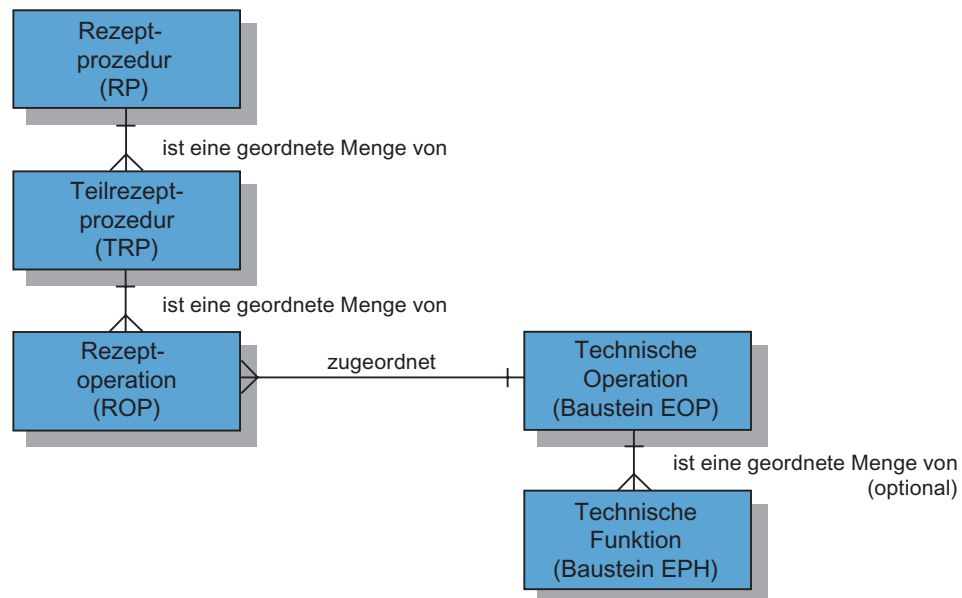 Rezept-
prozedur
(RP)
ist eine geordnete Menge von
Teilrezept-
prozedur
(TRP)
ist eine geordnete Menge von
Rezept-
operation
(ROP)
zugeordnet
Technische
Operation
(Baustein EOP)
ist eine geordnete Menge von
(optional)
Technische
Funktion
(Baustein EPH)